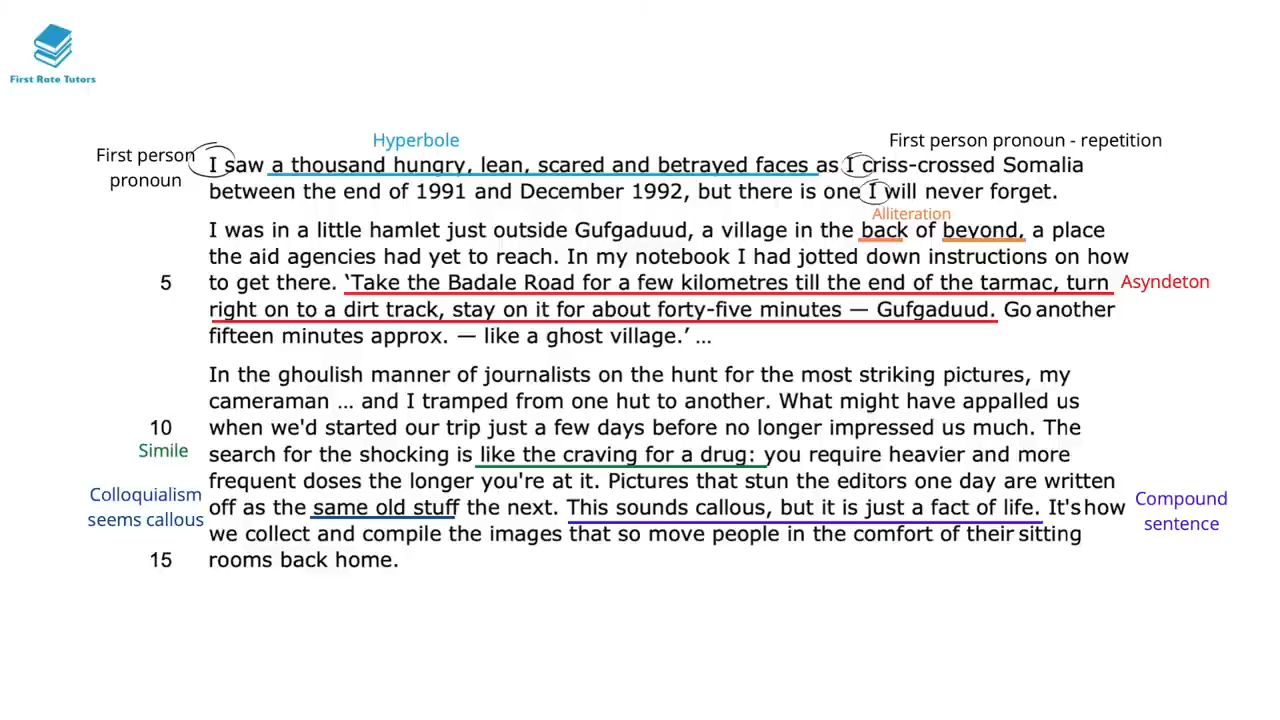 First Rate Tutors
Hyperbole
First person pronoun - repetition
First person
pronoun
I saw a thousand hungry, lean, scared and betrayed faces as I criss-crossed Somalia
between the end of 1991 and December 1992, but there is one I will never forget.
Alliteration
I was in a little hamlet just outside Gufgaduud, a village in the back of beyond, a place
the aid agencies had yet to reach. In my notebook I had jotted down instructions on how
5 to get there. ‘Take the Badale Road for a few kilometres till the end of the tarmac, turn
Asyndeton
right on to a dirt track, stay on it for about forty-five minutes — Gufgaduud. Go another
fifteen minutes approx. — like a ghost village.’ ...
In the ghoulish manner of journalists on the hunt for the most striking pictures, my
cameraman ... and I tramped from one hut to another. What might have appalled us
10 when we'd started our trip just a few days before no longer impressed us much. The
Simile
search for the shocking is like the craving for a drug: you require heavier and more
frequent doses the longer you're at it. Pictures that stun the editors one day are written
Colloquialism
seems callous
off as the same old stuff the next. This sounds callous, but it is just a fact of life. It's how
Compound
sentence
we collect and compile the images that so move people in the comfort of their sitting
15 rooms back home.